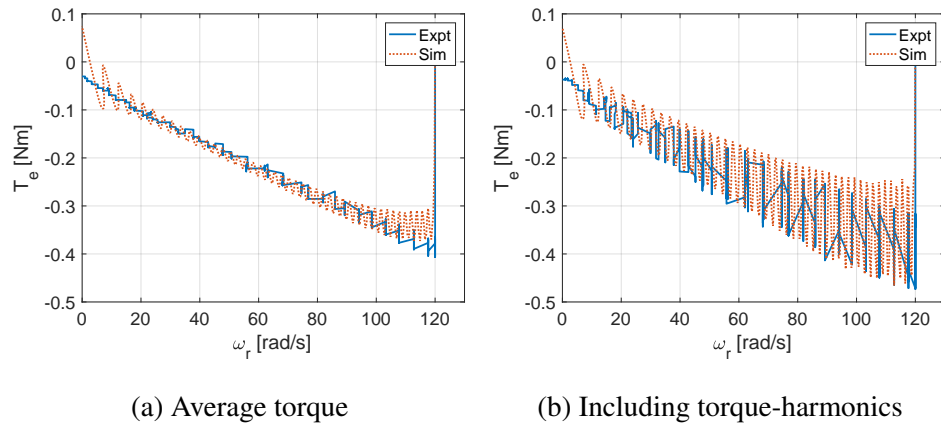 0.1
0
-0.1
-0.2
-0.3
-0.4
-0.5
T_e [Nm]
0 20 40 60 80 100 120
ω_r [rad/s]
Expt
Sim
(a) Average torque
0.1
0
-0.1
-0.2
-0.3
-0.4
-0.5
T_e [Nm]
0 20 40 60 80 100 120
ω_r [rad/s]
Expt
Sim
(b) Including torque-harmonics